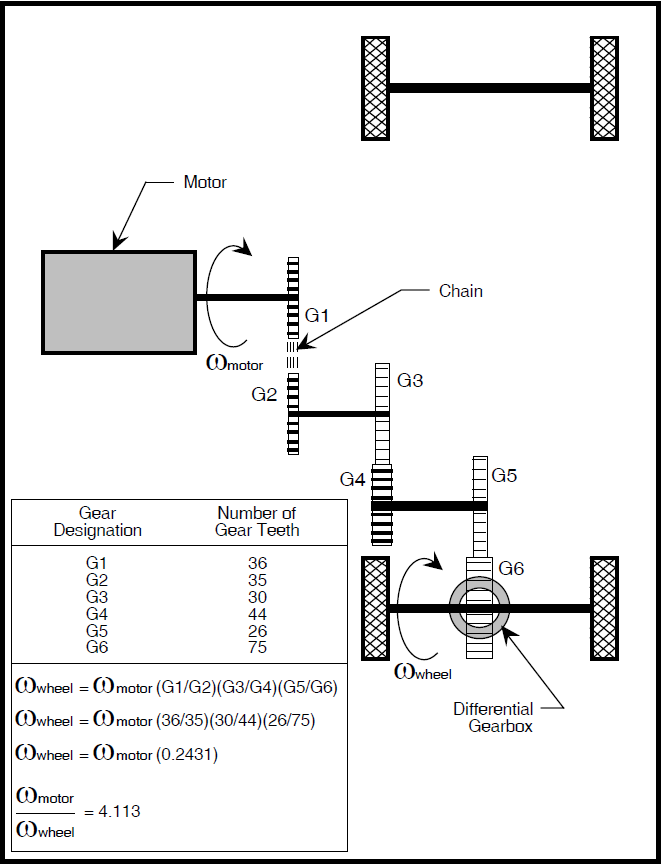 Motor
Chain
G1
ωmotor
G2
G3
G4
G5
G6
ωwheel
Differential
Gearbox
Gear Designation Number of Gear Teeth
G1 36
G2 35
G3 30
G4 44
G5 26
G6 75
ωwheel = ωmotor (G1/G2)(G3/G4)(G5/G6)
ωwheel = ωmotor (36/35)(30/44)(26/75)
ωwheel = ωmotor (0.2431)
ωmotor
ωwheel
= 4.113